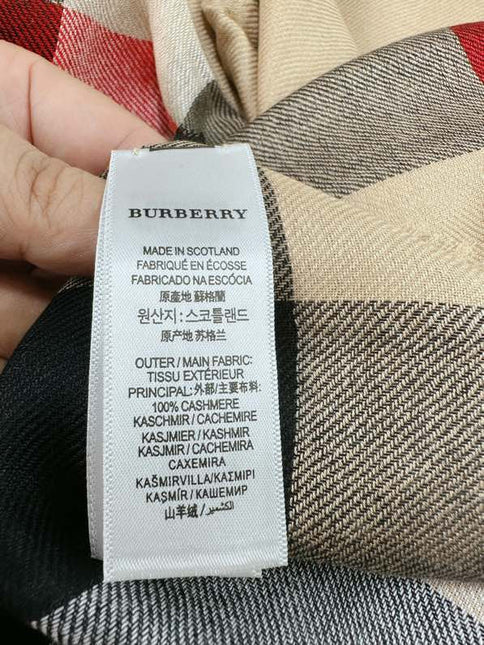 BURBERRY
MADE IN SCOTLAND
FABRIQUÉ EN ÉCOSSE
FABRICADO NA ESCÓCIA
原產地 蘇格蘭
원산지 : 스코틀랜드
原产地 苏格兰
OUTER / MAIN FABRIC:
TISSU EXTÉRIEUR
PRINCIPAL:外部/主要布料:
100% CASHMERE
KASCHMIR / CACHEMIRE
KASJMIER / KASHMIR
KASJMIR / CACHEMIRA
CAXEMIRA
KAŠMIRVILLA/ΚΑΣΜΙΡΙ
KAŞMİR / КАШЕМИР
山羊绒 / الكشمير